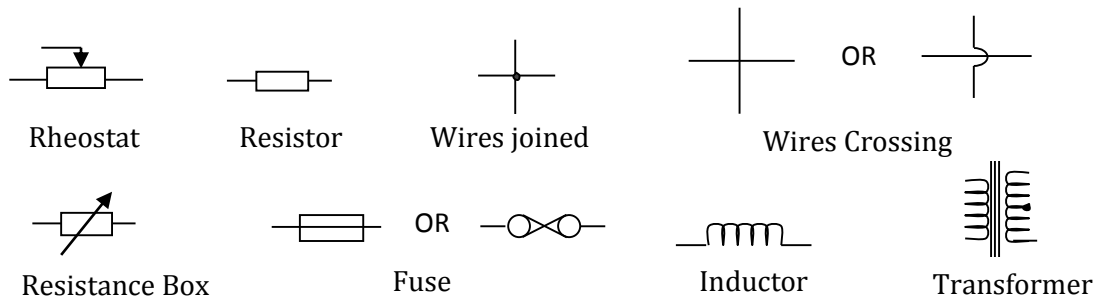 OR
Rheostat
Resistor
Wires joined
Wires Crossing
OR
Resistance Box
Fuse
Inductor
Transformer